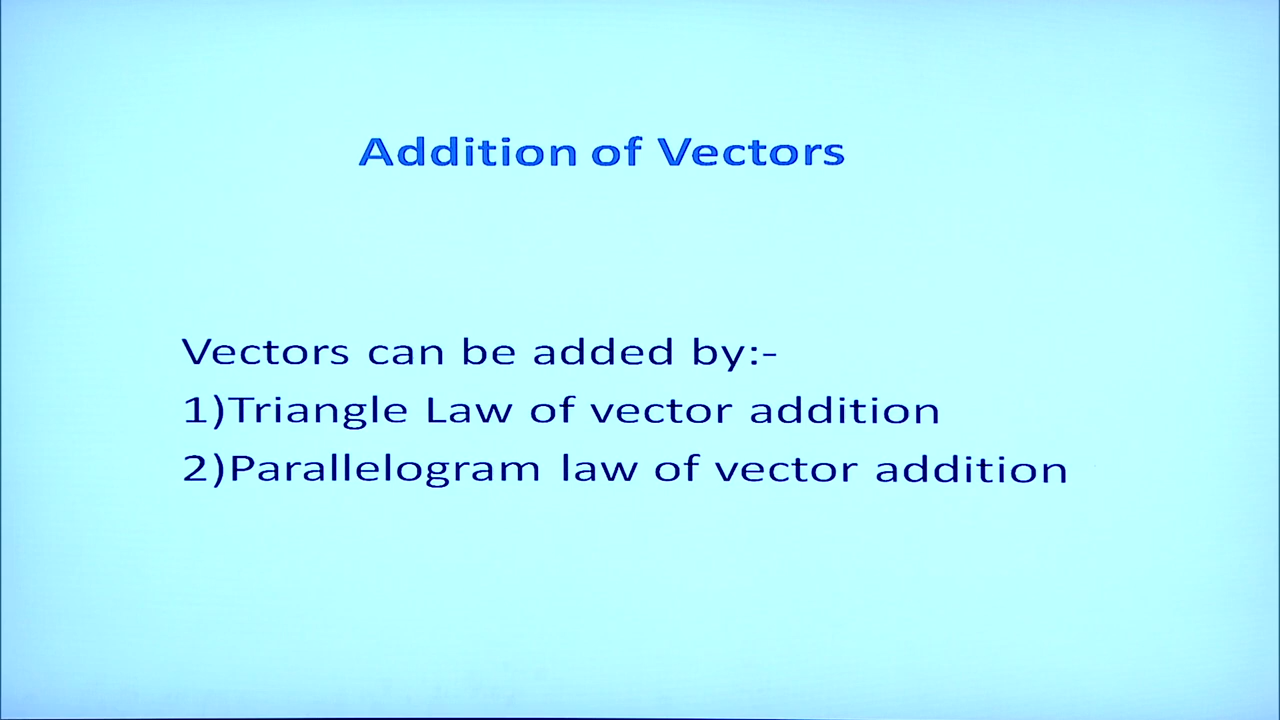 Addition of Vectors
Vectors can be added by:-
1)Triangle Law of vector addition
2)Parallelogram law of vector addition